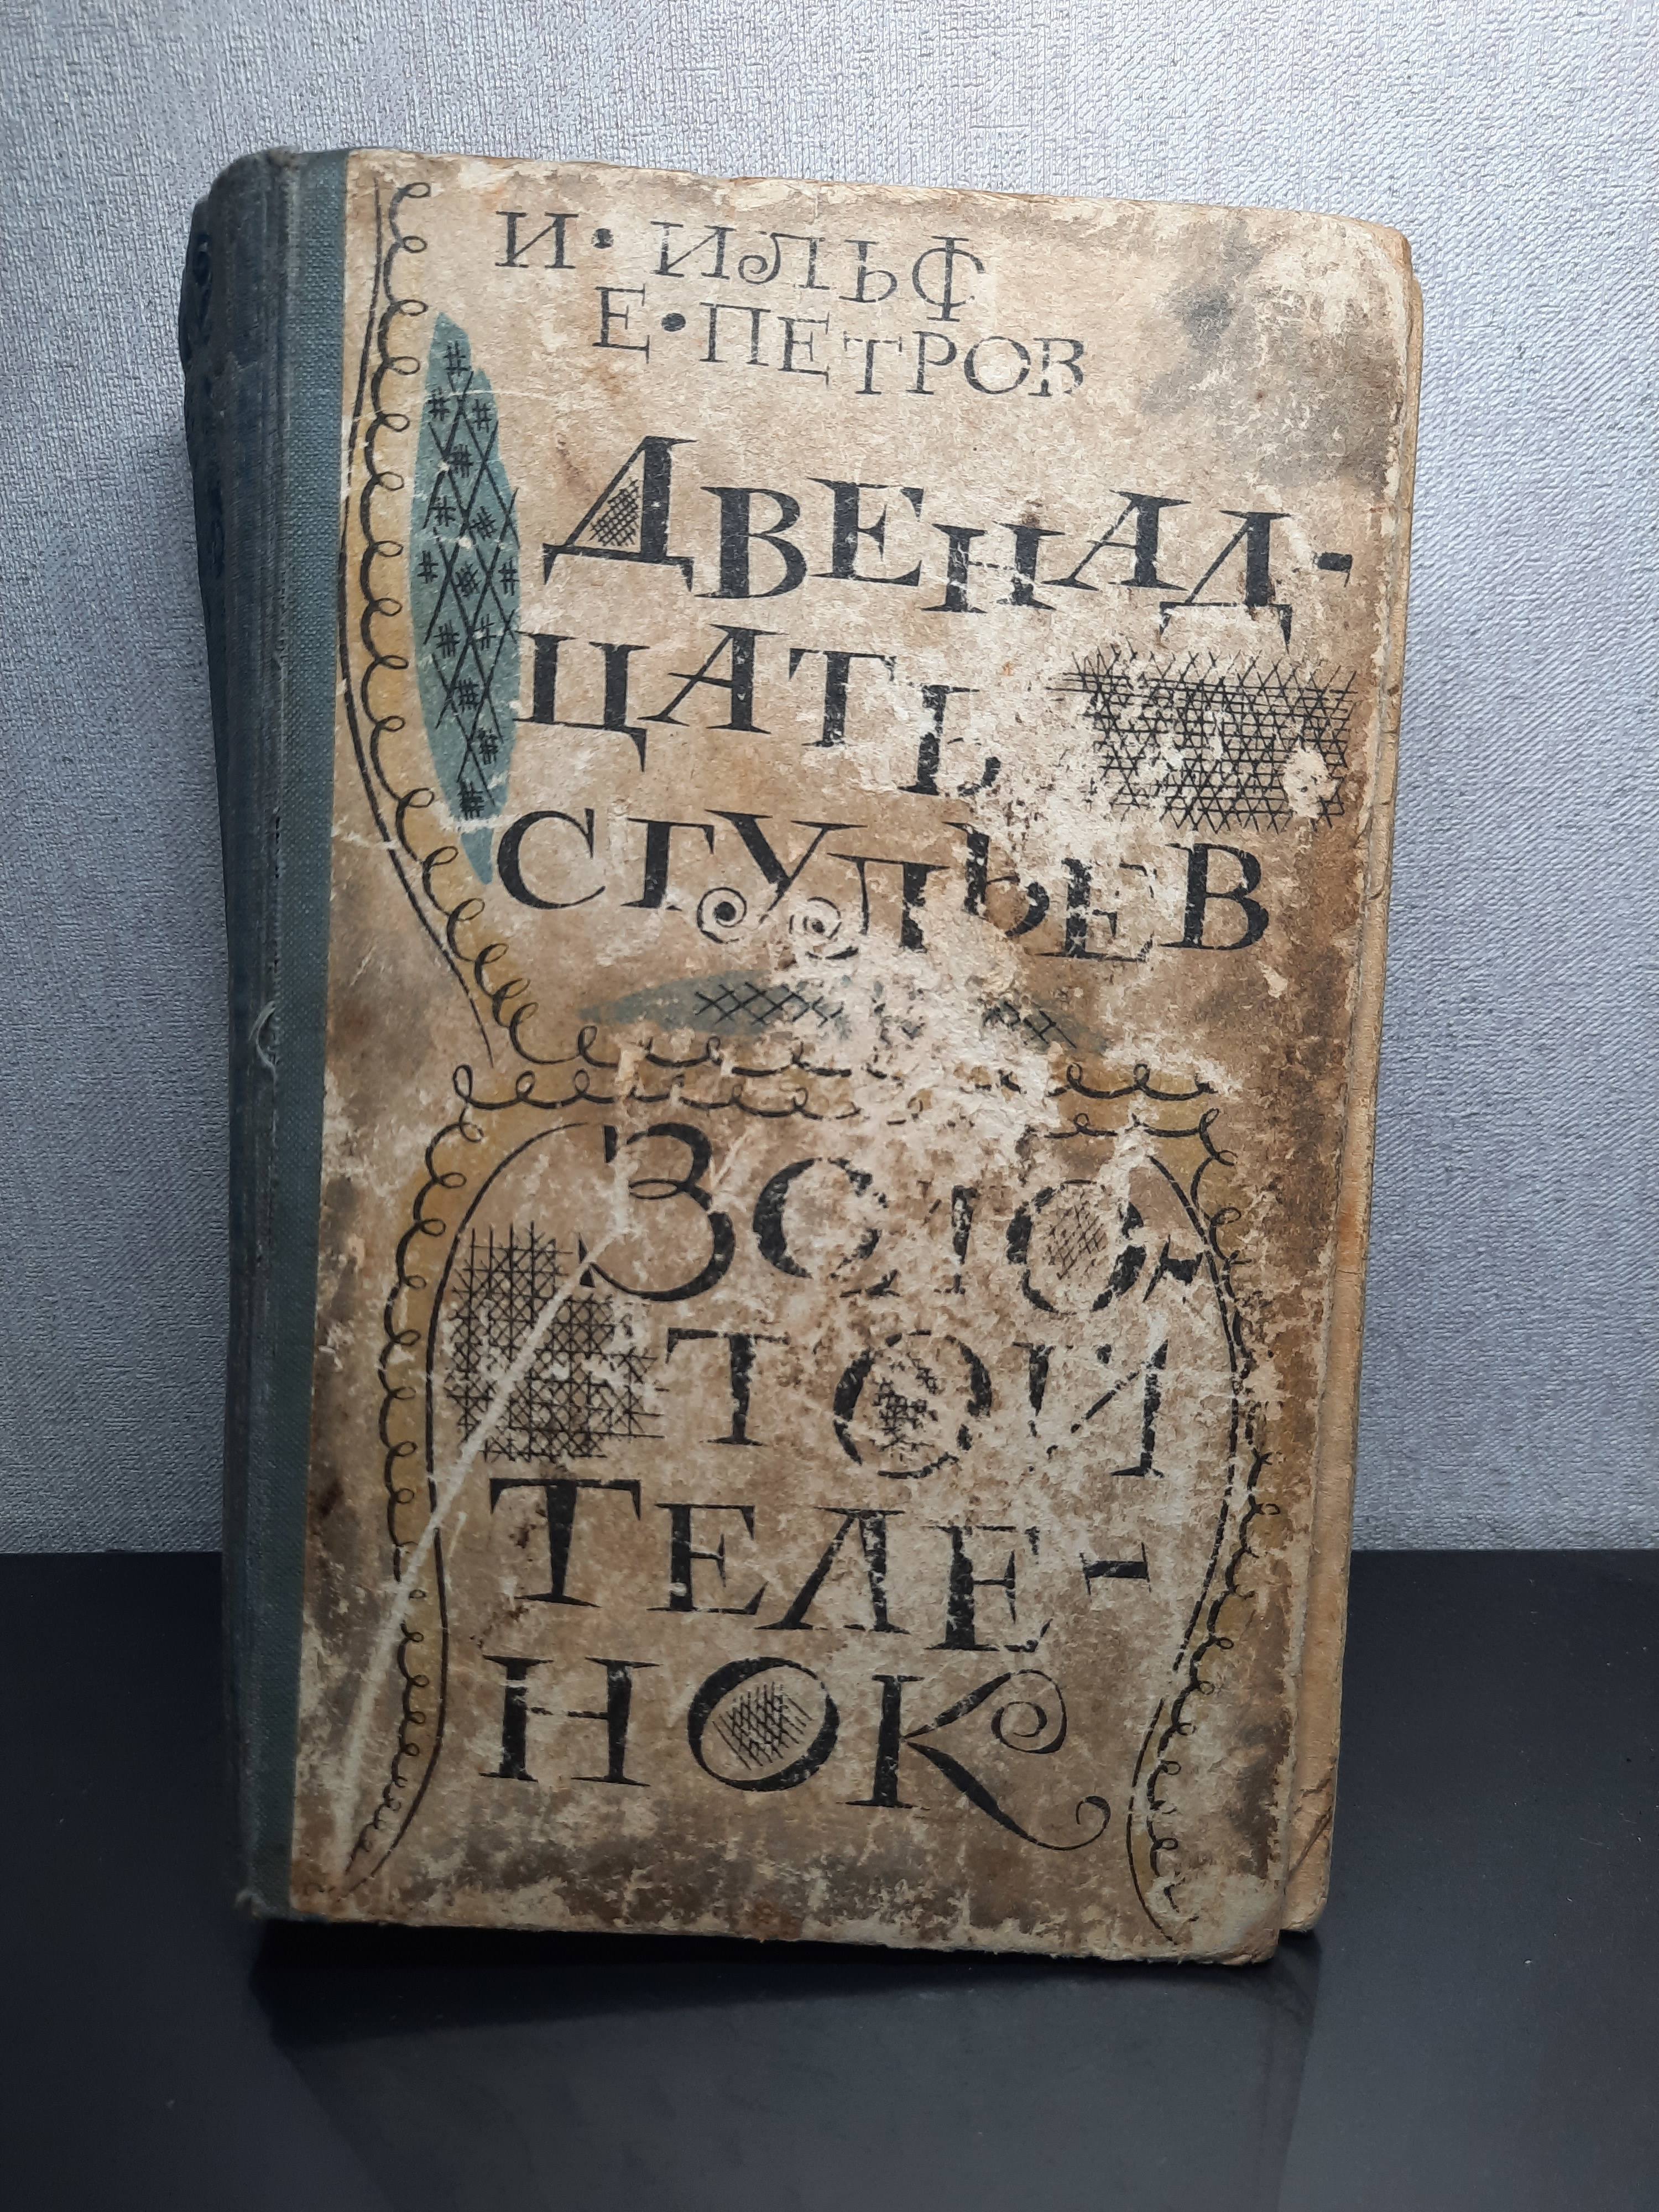 И. ИЛЬФ
Е. ПЕТРОВ
ДВЕНАД-
ЦАТЬ
СТУЛЬЕВ
ЗОЛО-
ТОЙ
ТЕЛЕ-
НОК